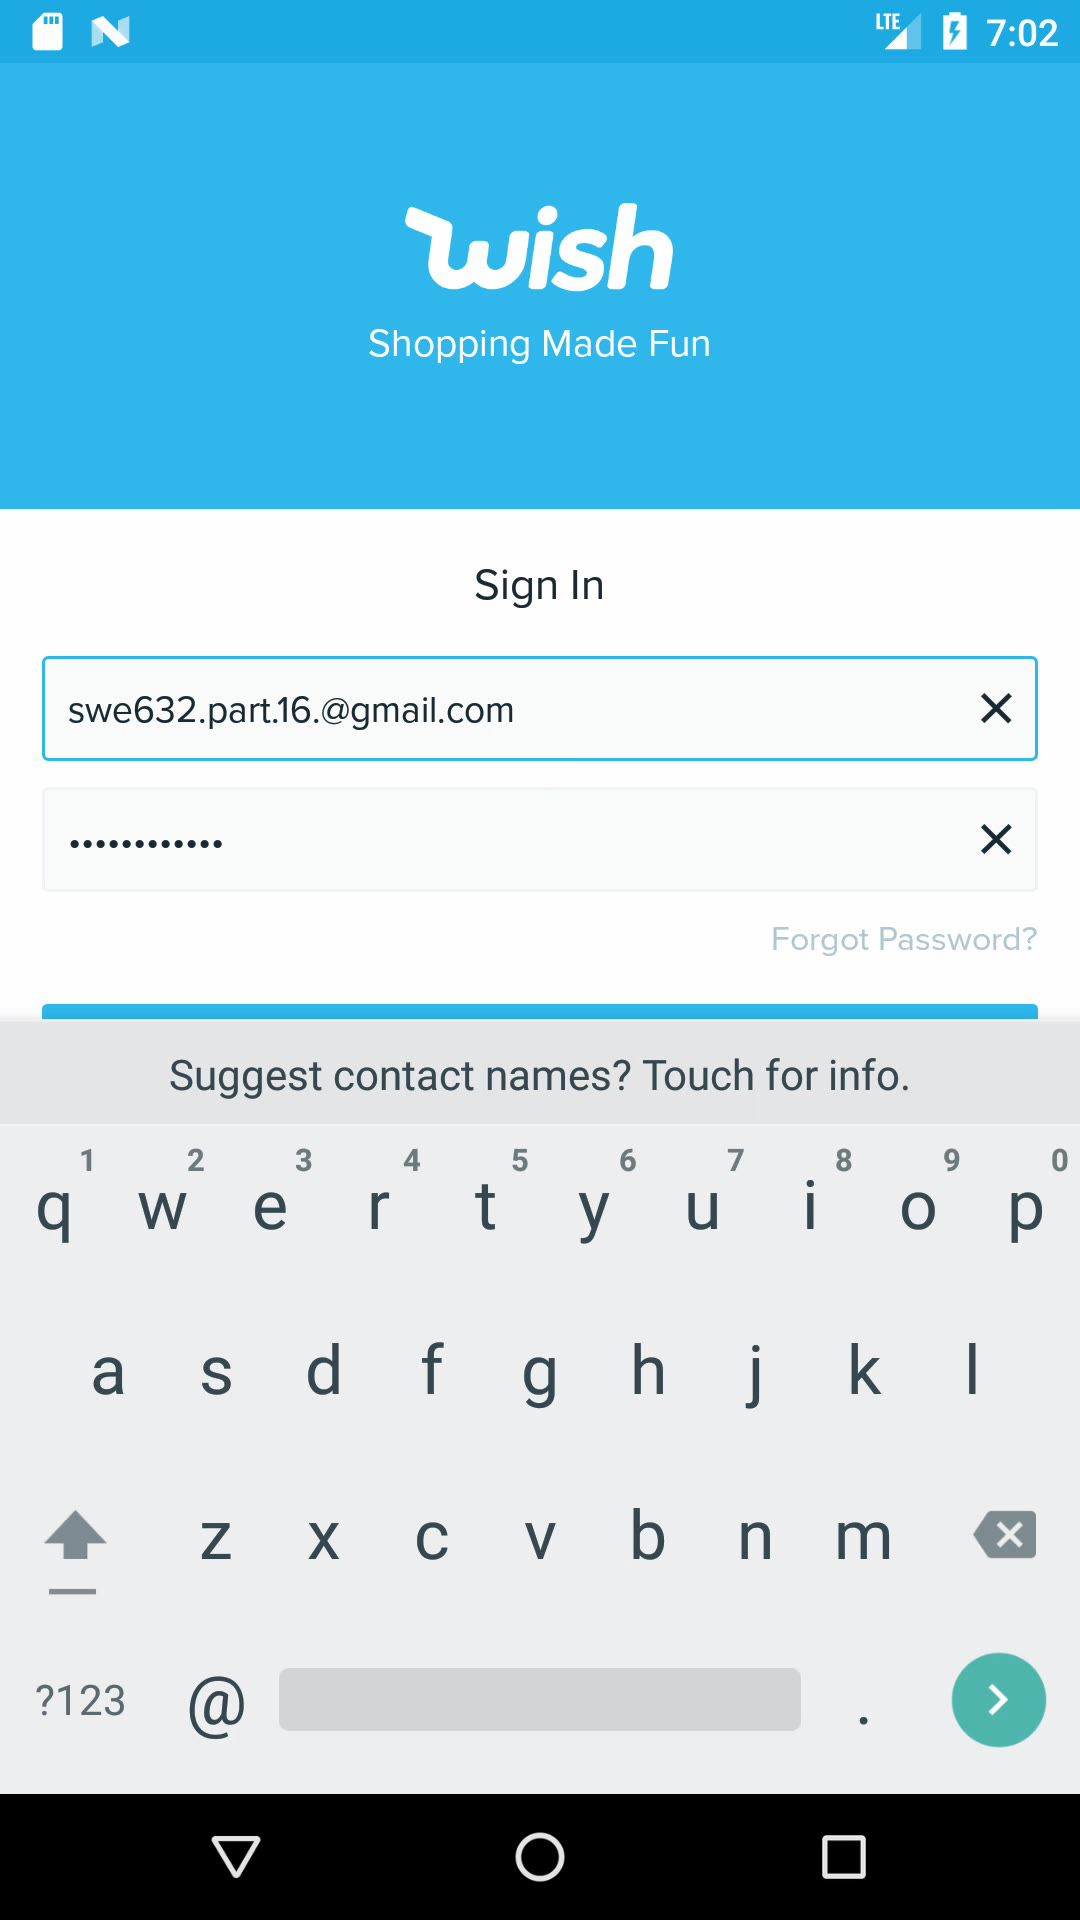 LTE 7:02
wish
Shopping Made Fun
Sign In
swe632.part.16.@gmail.com
••••••••••••
Forgot Password?
Suggest contact names? Touch for info.
1 2 3 4 5 6 7 8 9 0
q w e r t y u i o p
a s d f g h j k l
z x c v b n m
?123 @ .